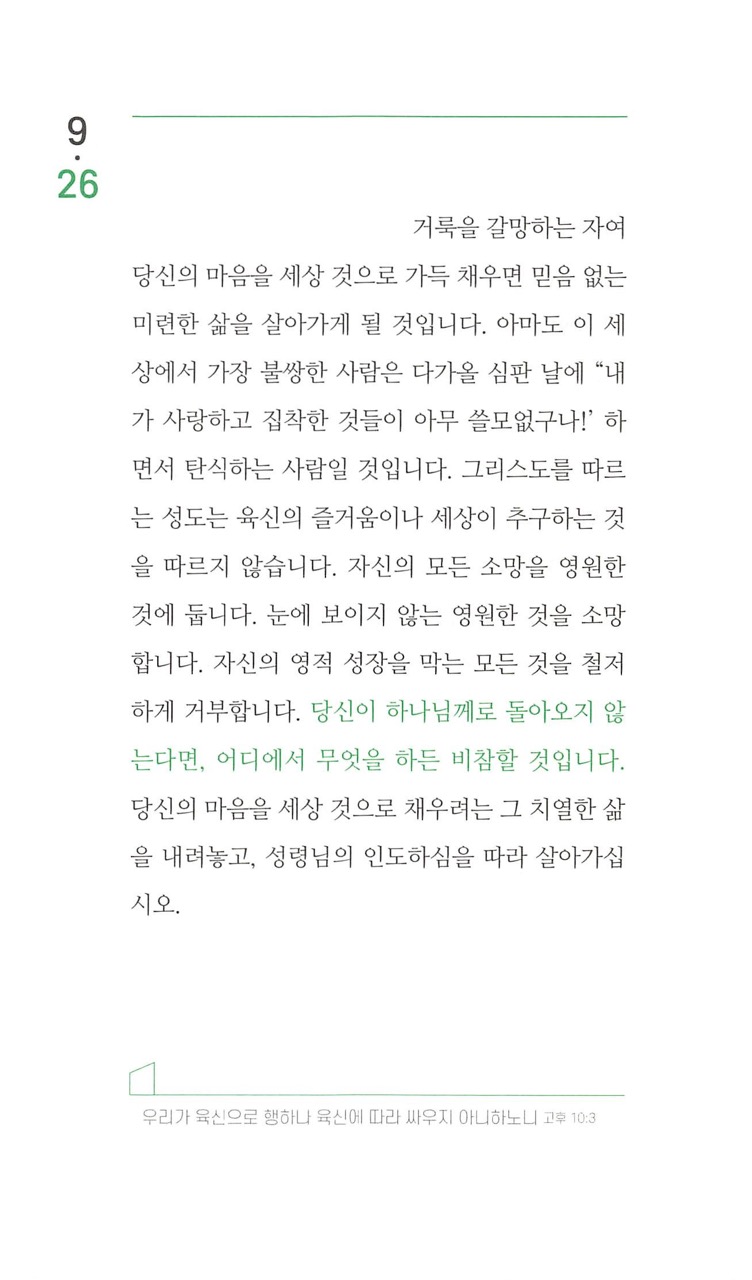 9
·
26
거룩을 갈망하는 자여
당신의 마음을 세상 것으로 가득 채우면 믿음 없는
미련한 삶을 살아가게 될 것입니다. 아마도 이 세
상에서 가장 불쌍한 사람은 다가올 심판 날에 “내
가 사랑하고 집착한 것들이 아무 쓸모없구나!’ 하
면서 탄식하는 사람일 것입니다. 그리스도를 따르
는 성도는 육신의 즐거움이나 세상이 추구하는 것
을 따르지 않습니다. 자신의 모든 소망을 영원한
것에 둡니다. 눈에 보이지 않는 영원한 것을 소망
합니다. 자신의 영적 성장을 막는 모든 것을 철저
하게 거부합니다. 당신이 하나님께로 돌아오지 않
는다면, 어디에서 무엇을 하든 비참할 것입니다.
당신의 마음을 세상 것으로 채우려는 그 치열한 삶
을 내려놓고, 성령님의 인도하심을 따라 살아가십
시오.
우리가 육신으로 행하나 육신에 따라 싸우지 아니하노니 고후 10:3